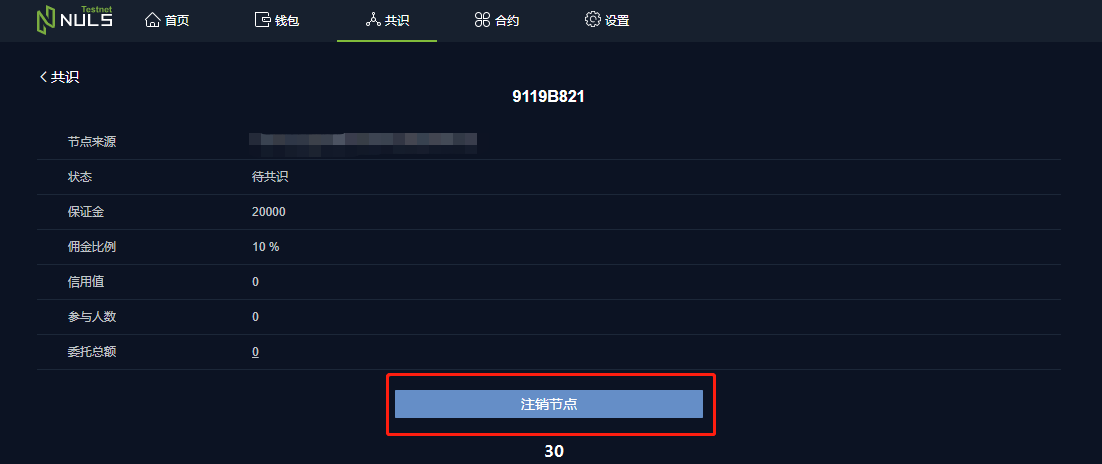 Testnet
NULS 首页 钱包 共识 合约 设置
共识
9119B821
节点来源
状态 待共识
保证金 20000
佣金比例 10 %
信用值 0
参与人数 0
委托总额 0
注销节点
30